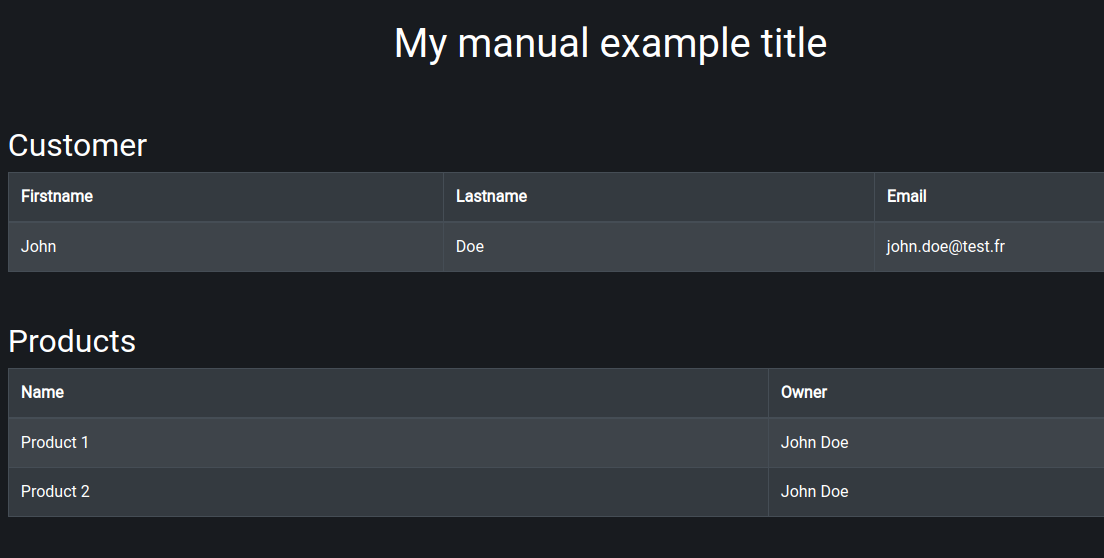 My manual example title
Customer
Firstname Lastname Email
John Doe john.doe@test.fr
Products
Name Owner
Product 1 John Doe
Product 2 John Doe